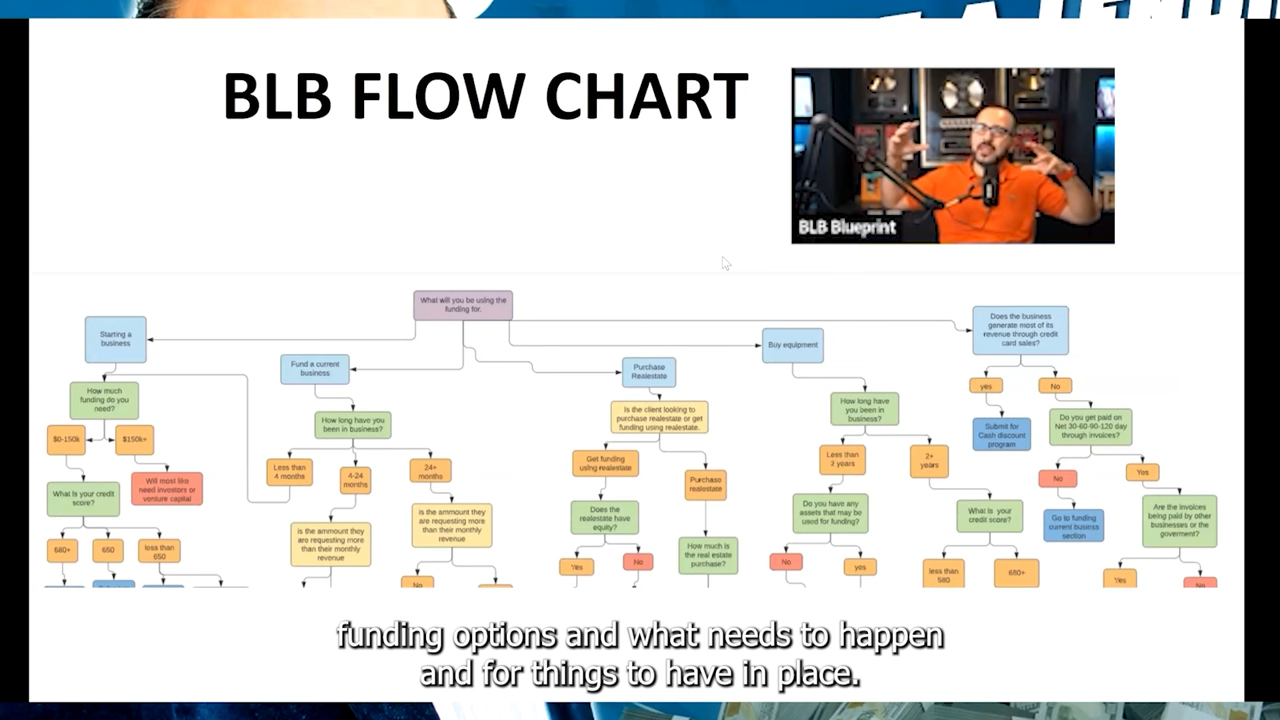 BLB FLOW CHART
BLB Blueprint
What will you be using the
funding for.
Starting a
business
How much
funding do you
need?
$0-150k
$150k+
Will most like
need investors or
venture capital
What is your credit
score?
680+
650
less than
650
Fund a current
business
How long have you
been in business?
Less than
4 months
4-24
months
24+
months
is the ammount they
are requesting more
than their monthly
revenue
is the ammount they
are requesting more
than their monthly
revenue
No
Purchase
Realestate
Is the client looking to
purchase realestate or get
funding using realestate.
Get funding
using realestate
Purchase
realestate
Does the
realestate have
equity?
Yes
No
How much is
the real estate
purchase?
Buy equipment
How long have
you been in
business?
Less than
2 years
2+
years
Do you have any
assets that may be
used for funding?
No
yes
What is your
credit score?
less than
580
680+
Does the business
generate most of its
revenue through credit
card sales?
yes
No
Submit for
Cash discount
program
Do you get paid on
Net 30-60-90-120 day
through invoices?
No
Yes
Go to funding
current businss
section
Are the invoices
being paid by other
businesses or the
goverment?
Yes
No
funding options and what needs to happen
and for things to have in place.